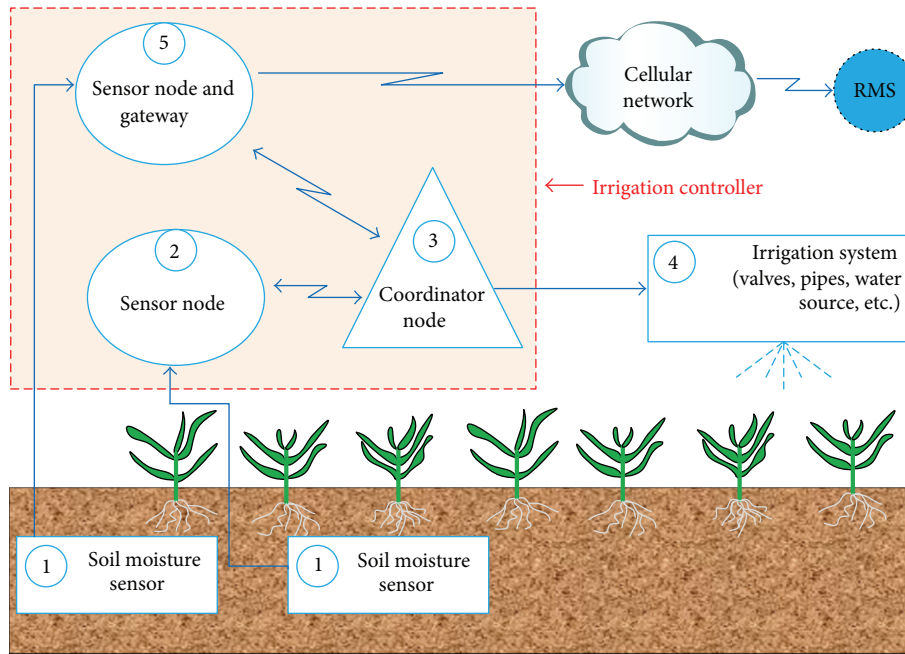 5
Sensor node and
gateway
Cellular
network
RMS
Irrigation controller
2
Sensor node
3
Coordinator
node
4
Irrigation system
(valves, pipes, water
source, etc.)
1
Soil moisture
sensor
1
Soil moisture
sensor